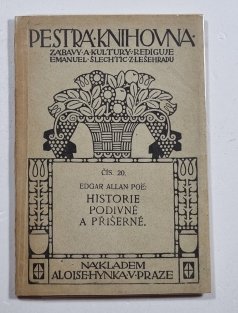 PESTRÁ·KNIHOVNA·
ZÁBAVY·A·KULTURY·REDIGUJE
EMANUEL·ŠLECHTIC·Z·LEŠEHRADU
ČÍS. 20.
EDGAR ALLAN POË:
HISTORIE
PODIVNÉ
A PŘÍŠERNÉ.
NÁKLADEM
ALOISE·HYNKA·V·PRAZE